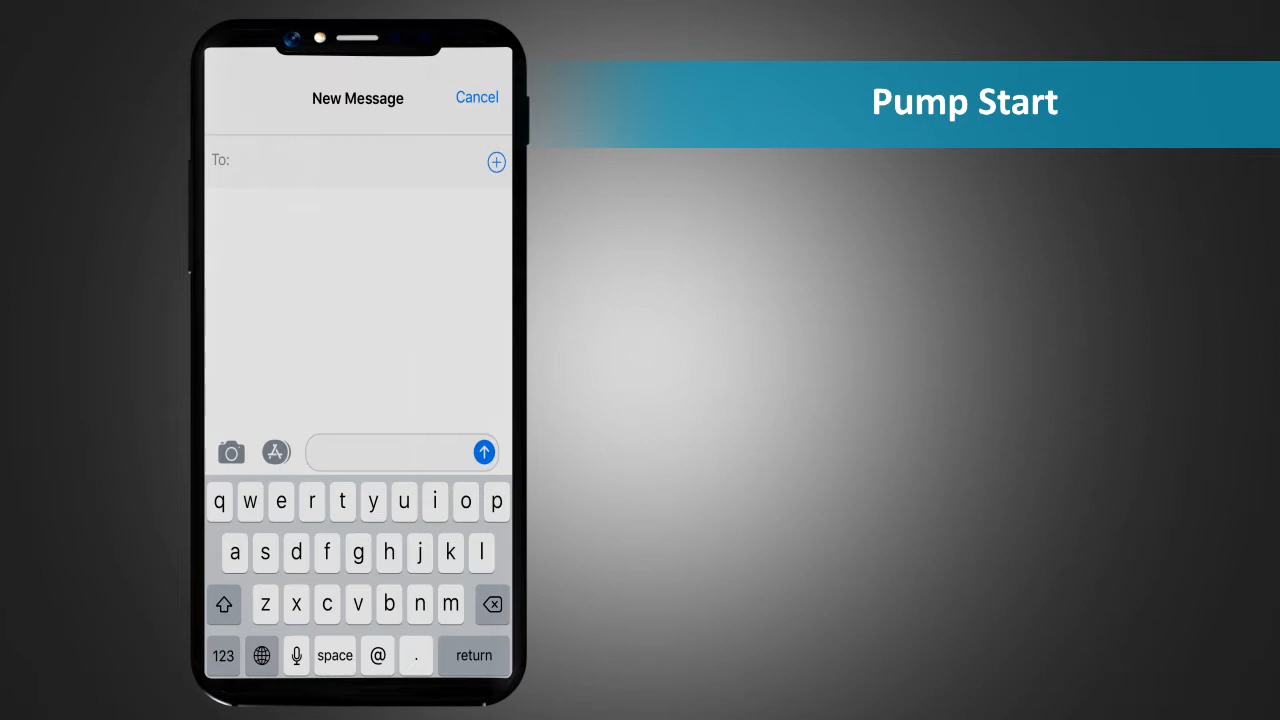 New Message
Cancel
Pump Start
To:
q w e r t y u i o p
a s d f g h j k l
z x c v b n m
123 space @ . return